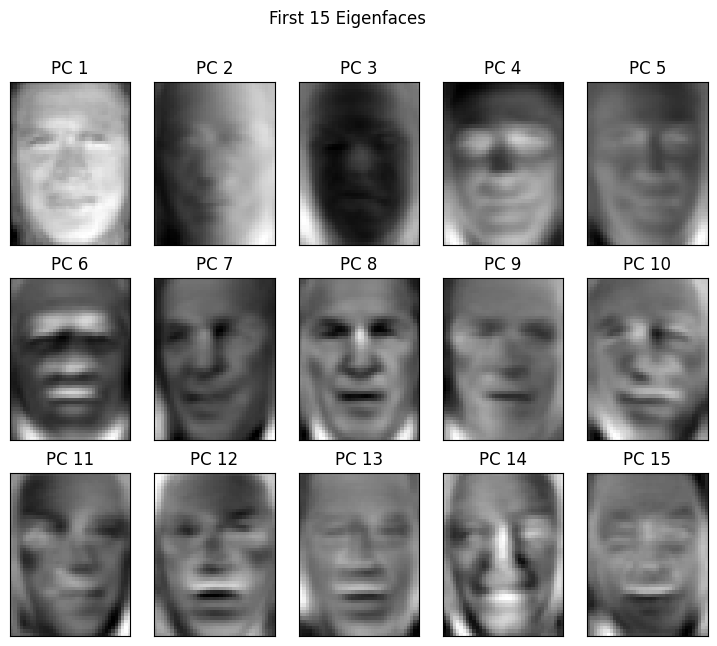 First 15 Eigenfaces
PC 1 PC 2 PC 3 PC 4 PC 5
PC 6 PC 7 PC 8 PC 9 PC 10
PC 11 PC 12 PC 13 PC 14 PC 15